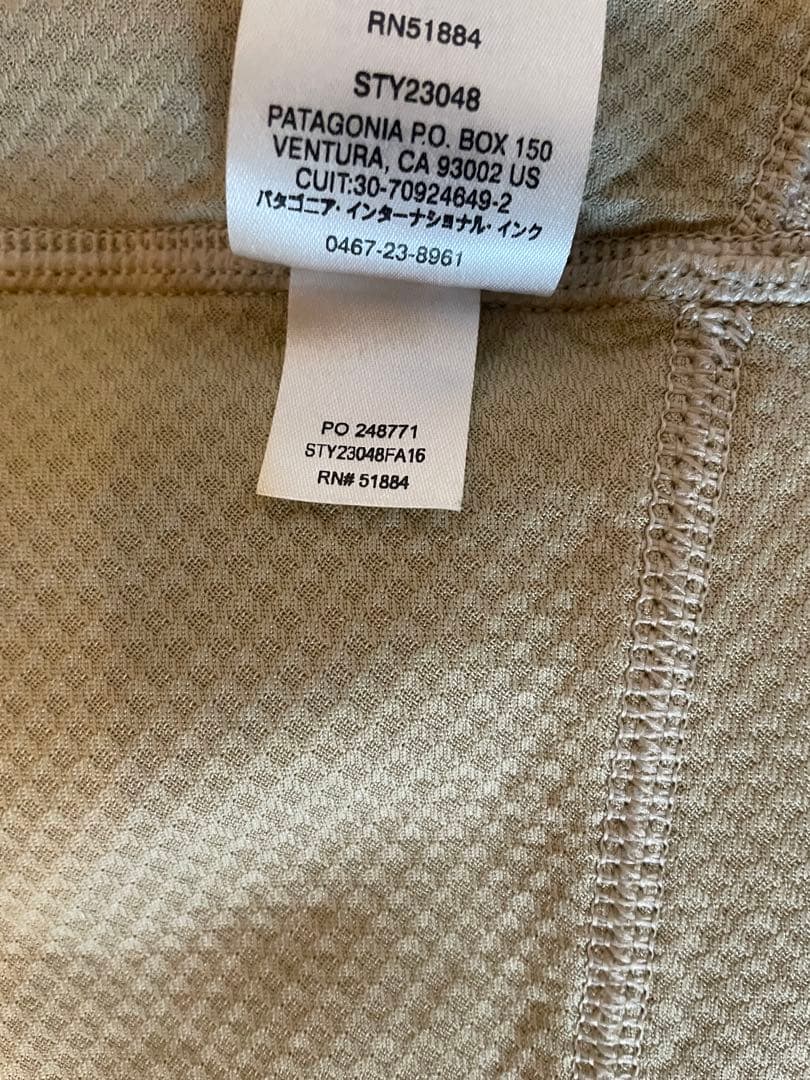 RN51884
STY23048
PATAGONIA P.O. BOX 150
VENTURA, CA 93002 US
CUIT:30-70924649-2
パタゴニア・インターナショナル・インク
0467-23-8961
PO 248771
STY23048FA16
RN# 51884